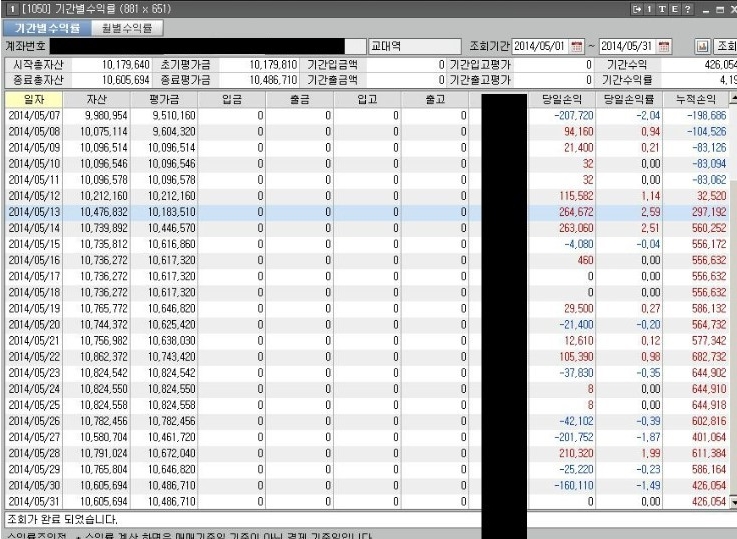 1 [1050] 기간별수익률 (881 x 651) 1 T E ?
기간별수익률 월별수익률
계좌번호 교대역 조회기간 2014/05/01 ~ 2014/05/31 조회
시작총자산 10,179,640 초기평가금 10,179,810 기간입금액 0 기간입고평가 0 기간수익 426,054
종료총자산 10,605,694 종료평가금 10,486,710 기간출금액 0 기간출고평가 0 기간수익률 4,19
일자 자산 평가금 입금 출금 입고 출고 당일손익 당일손익률 누적손익
2014/05/07 9,980,954 9,510,160 0 0 0 0 -207,720 -2,04 -198,686
2014/05/08 10,075,114 9,604,320 0 0 0 0 94,160 0,94 -104,526
2014/05/09 10,096,514 10,096,514 0 0 0 0 21,400 0,21 -83,126
2014/05/10 10,096,546 10,096,546 0 0 0 0 32 0,00 -83,094
2014/05/11 10,096,578 10,096,578 0 0 0 0 32 0,00 -83,062
2014/05/12 10,212,160 10,212,160 0 0 0 0 115,582 1,14 32,520
2014/05/13 10,476,832 10,183,510 0 0 0 0 264,672 2,59 297,192
2014/05/14 10,739,892 10,446,570 0 0 0 0 263,060 2,51 560,252
2014/05/15 10,735,812 10,616,860 0 0 0 0 -4,080 -0,04 556,172
2014/05/16 10,736,272 10,617,320 0 0 0 0 460 0,00 556,632
2014/05/17 10,736,272 10,617,320 0 0 0 0 0 0,00 556,632
2014/05/18 10,736,272 10,617,320 0 0 0 0 0 0,00 556,632
2014/05/19 10,765,772 10,646,820 0 0 0 0 29,500 0,27 586,132
2014/05/20 10,744,372 10,625,420 0 0 0 0 -21,400 -0,20 564,732
2014/05/21 10,756,982 10,638,030 0 0 0 0 12,610 0,12 577,342
2014/05/22 10,862,372 10,743,420 0 0 0 0 105,390 0,98 682,732
2014/05/23 10,824,542 10,824,542 0 0 0 0 -37,830 -0,35 644,902
2014/05/24 10,824,550 10,824,550 0 0 0 0 8 0,00 644,910
2014/05/25 10,824,558 10,824,558 0 0 0 0 8 0,00 644,918
2014/05/26 10,782,456 10,782,456 0 0 0 0 -42,102 -0,39 602,816
2014/05/27 10,580,704 10,461,720 0 0 0 0 -201,752 -1,87 401,064
2014/05/28 10,791,024 10,672,040 0 0 0 0 210,320 1,99 611,384
2014/05/29 10,765,804 10,646,820 0 0 0 0 -25,220 -0,23 586,164
2014/05/30 10,605,694 10,486,710 0 0 0 0 -160,110 -1,49 426,054
2014/05/31 10,605,694 10,486,710 0 0 0 0 0 0,00 426,054
조회가 완료 되었습니다.